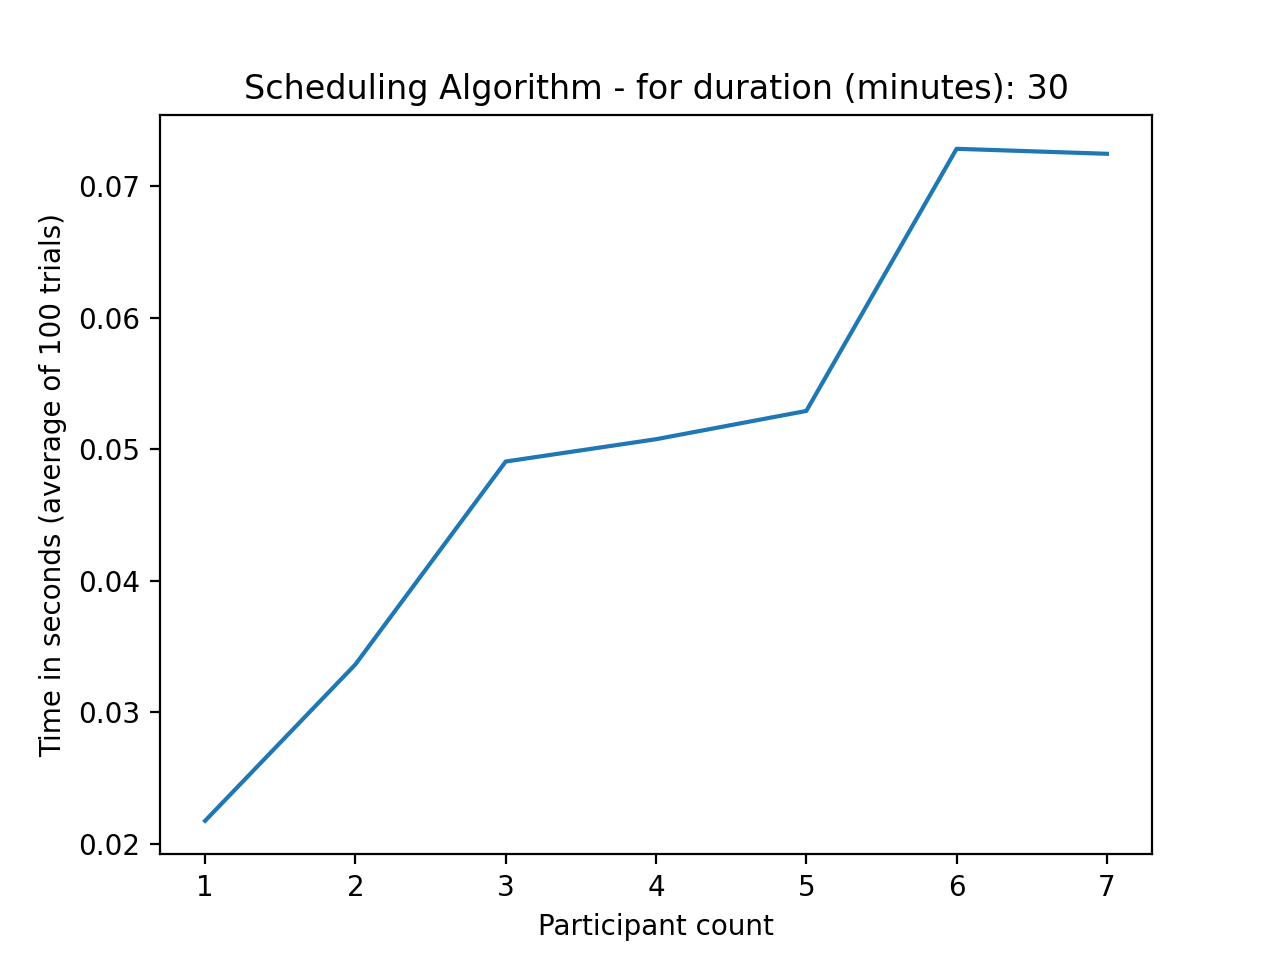 Scheduling Algorithm - for duration (minutes): 30
Time in seconds (average of 100 trials)
0.07
0.06
0.05
0.04
0.03
0.02
1 2 3 4 5 6 7
Participant count